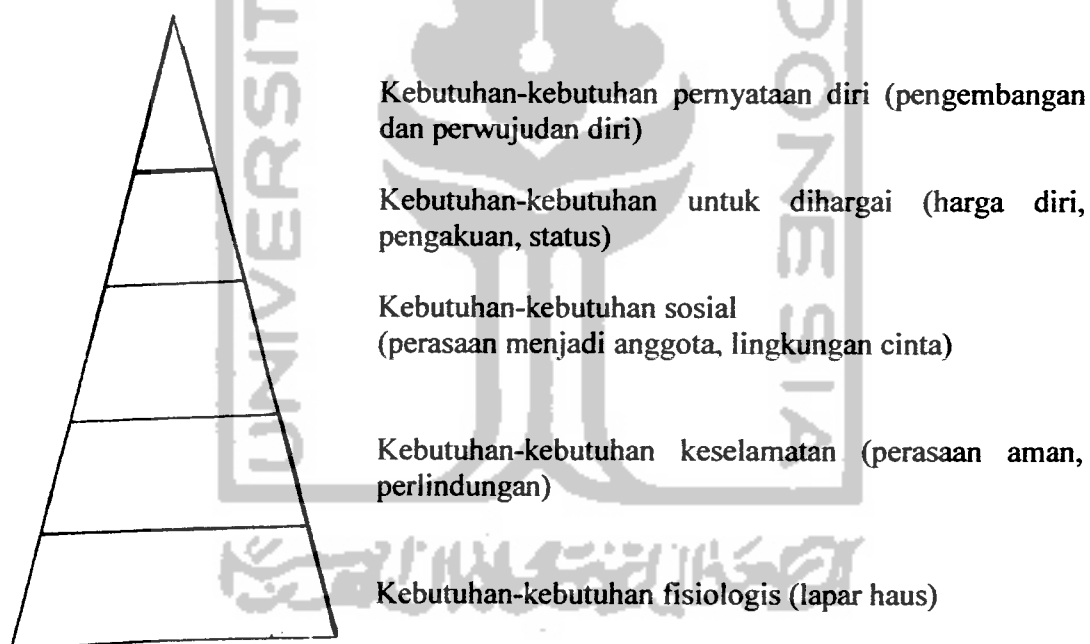 Kebutuhan-kebutuhan pernyataan diri (pengembangan
dan perwujudan diri)
Kebutuhan-kebutuhan untuk dihargai (harga diri,
pengakuan, status)
Kebutuhan-kebutuhan sosial
(perasaan menjadi anggota, lingkungan cinta)
Kebutuhan-kebutuhan keselamatan (perasaan aman,
perlindungan)
Kebutuhan-kebutuhan fisiologis (lapar haus)